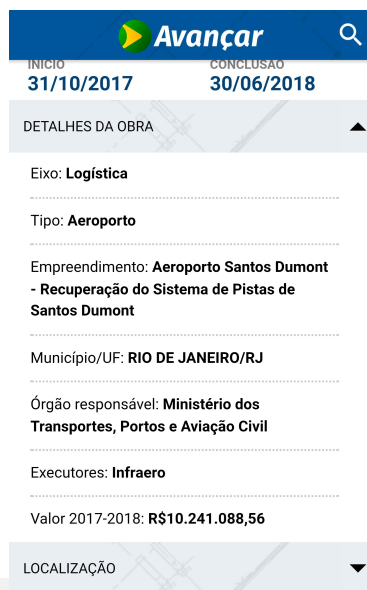 Avançar
INÍCIO CONCLUSÃO
31/10/2017 30/06/2018
DETALHES DA OBRA
Eixo: Logística
Tipo: Aeroporto
Empreendimento: Aeroporto Santos Dumont
- Recuperação do Sistema de Pistas de
Santos Dumont
Município/UF: RIO DE JANEIRO/RJ
Órgão responsável: Ministério dos
Transportes, Portos e Aviação Civil
Executores: Infraero
Valor 2017-2018: R$10.241.088,56
LOCALIZAÇÃO